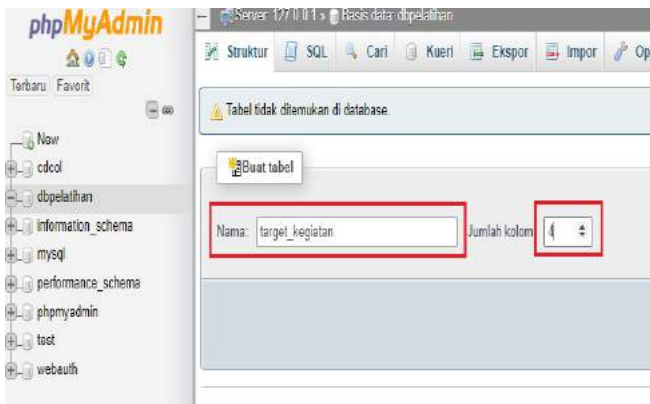 phpMyAdmin
Terbaru Favorit
New
cdcol
dbpelatihan
information_schema
mysql
performance_schema
phpmyadmin
test
webauth
Server: 127.0.0.1 » Basis data: dbpelatihan
Struktur SQL Cari Kueri Ekspor Impor Op
Tabel tidak ditemukan di database.
Buat tabel
Nama: target_kegiatan Jumlah kolom 4